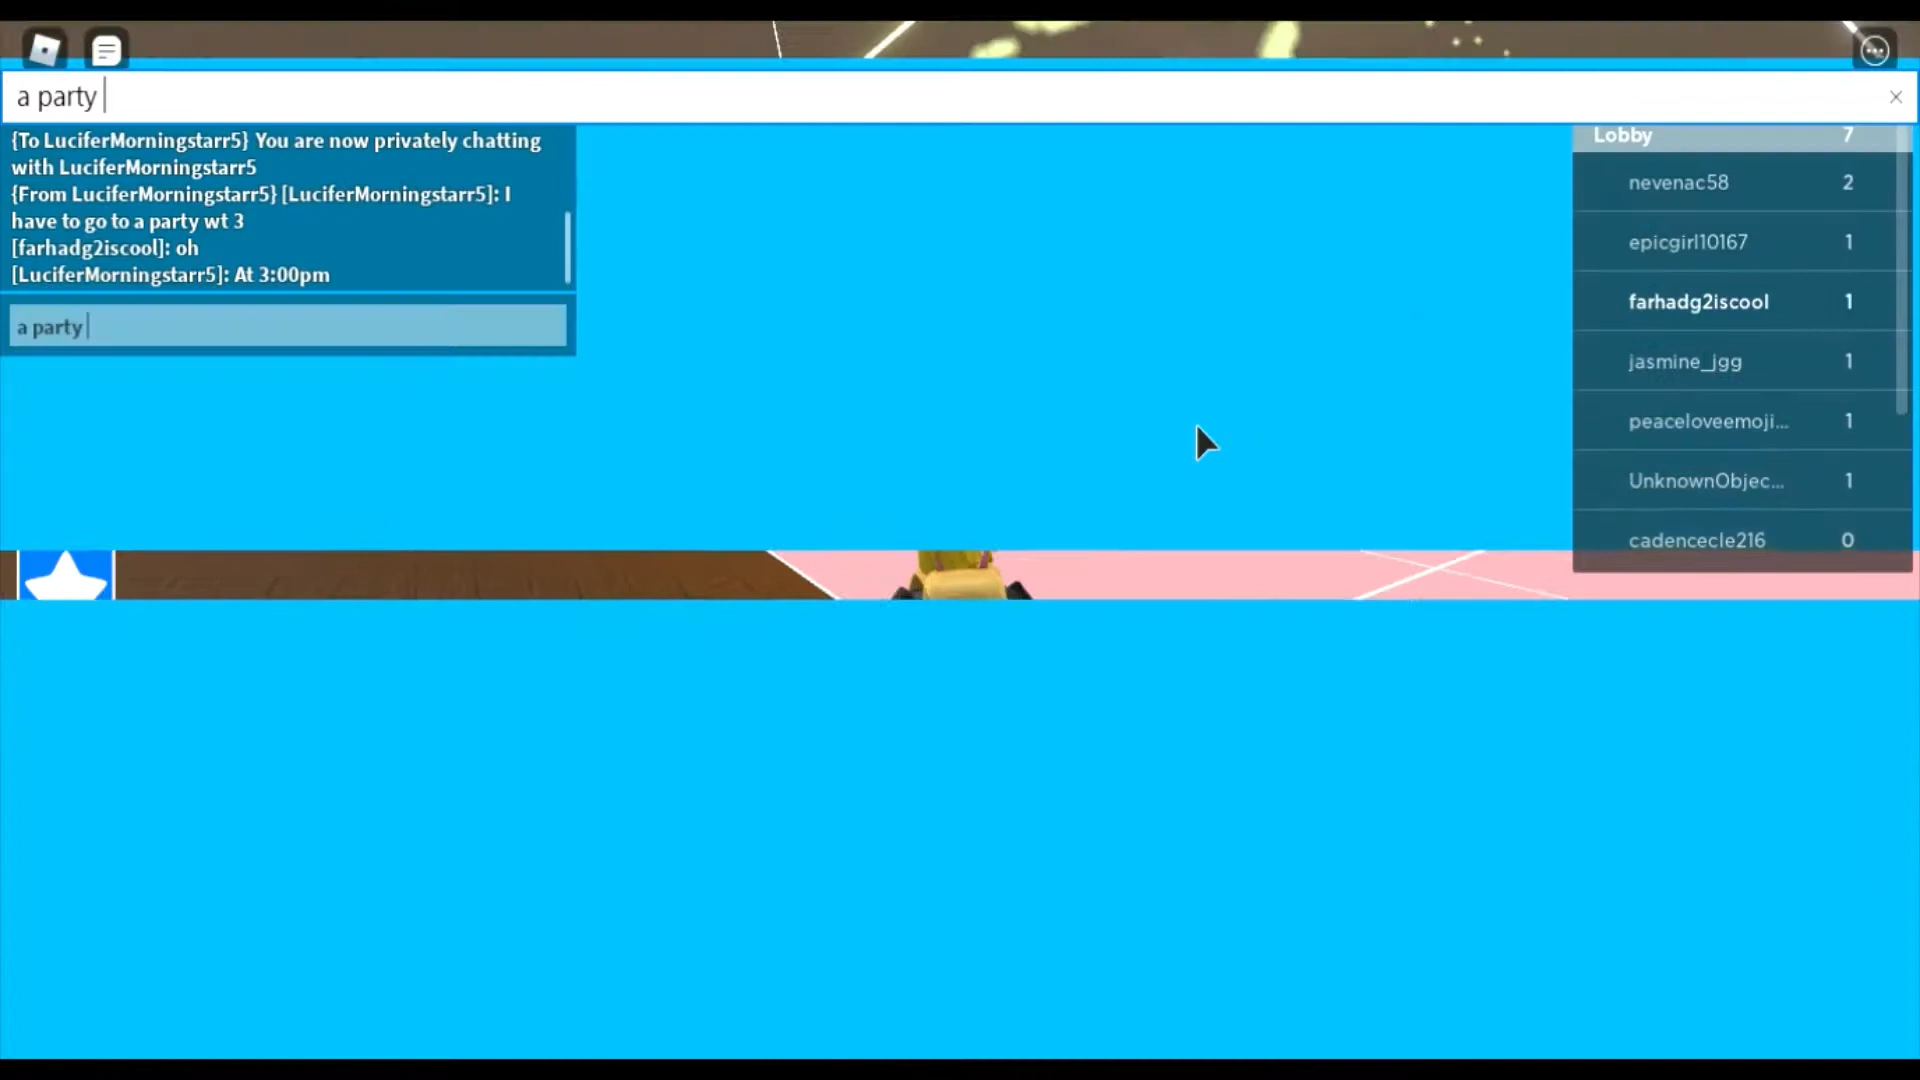 a party
{To LuciferMorningstarr5} You are now privately chatting
with LuciferMorningstarr5
{From LuciferMorningstarr5} [LuciferMorningstarr5]: I
have to go to a party wt 3
[farhadg2iscool]: oh
[LuciferMorningstarr5]: At 3:00pm
a party
Lobby 7
nevenac58 2
epicgirl10167 1
farhadg2iscool 1
jasmine_jgg 1
peaceloveemoji... 1
UnknownObjec... 1
cadencecle216 0